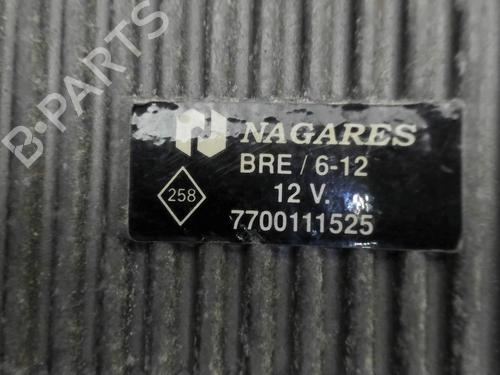 B-PARTS
NAGARES
BRE / 6-12
258
12 V.
7700111525